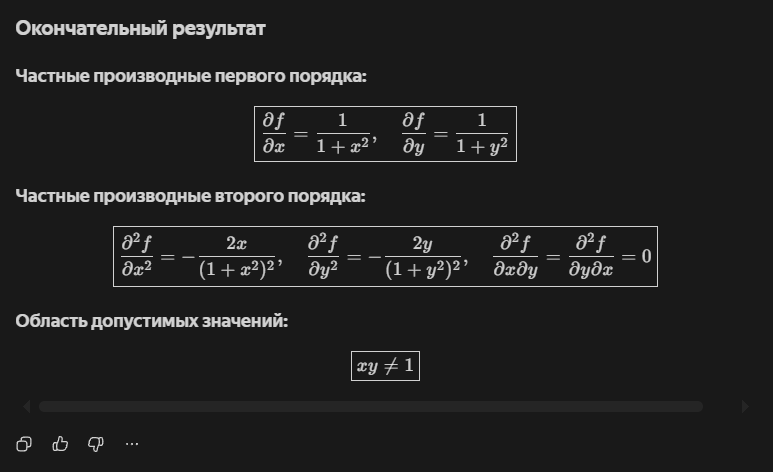 Окончательный результат
Частные производные первого порядка:
∂f/∂x = 1/(1 + x²), ∂f/∂y = 1/(1 + y²)
Частные производные второго порядка:
∂²f/∂x² = −2x/(1 + x²)², ∂²f/∂y² = −2y/(1 + y²)², ∂²f/∂x∂y = ∂²f/∂y∂x = 0
Область допустимых значений:
xy ≠ 1